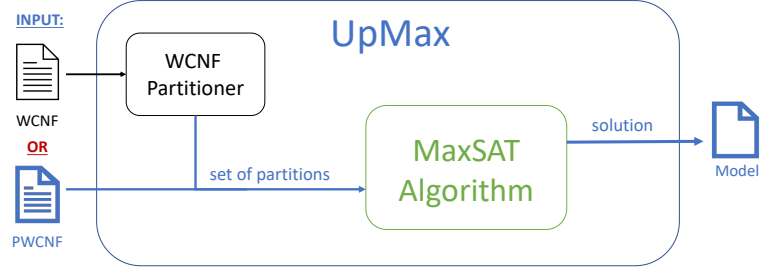 INPUT:
UpMax
WCNF
Partitioner
WCNF
OR
PWCNF
set of partitions
MaxSAT
Algorithm
solution
Model